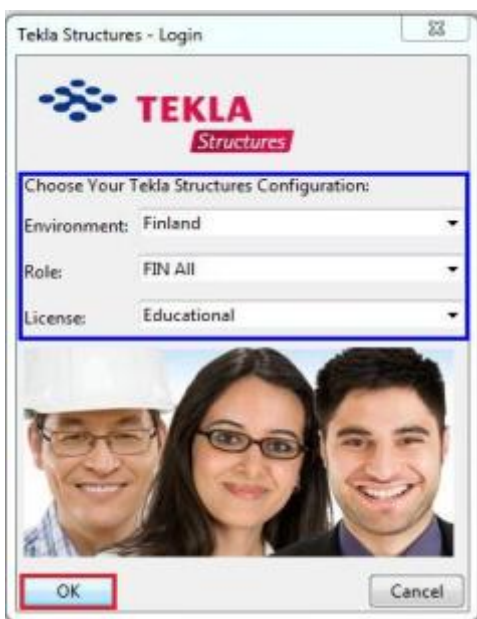 Tekla Structures - Login
TEKLA
Structures
Choose Your Tekla Structures Configuration:
Environment: Finland
Role: FIN All
License: Educational
OK
Cancel